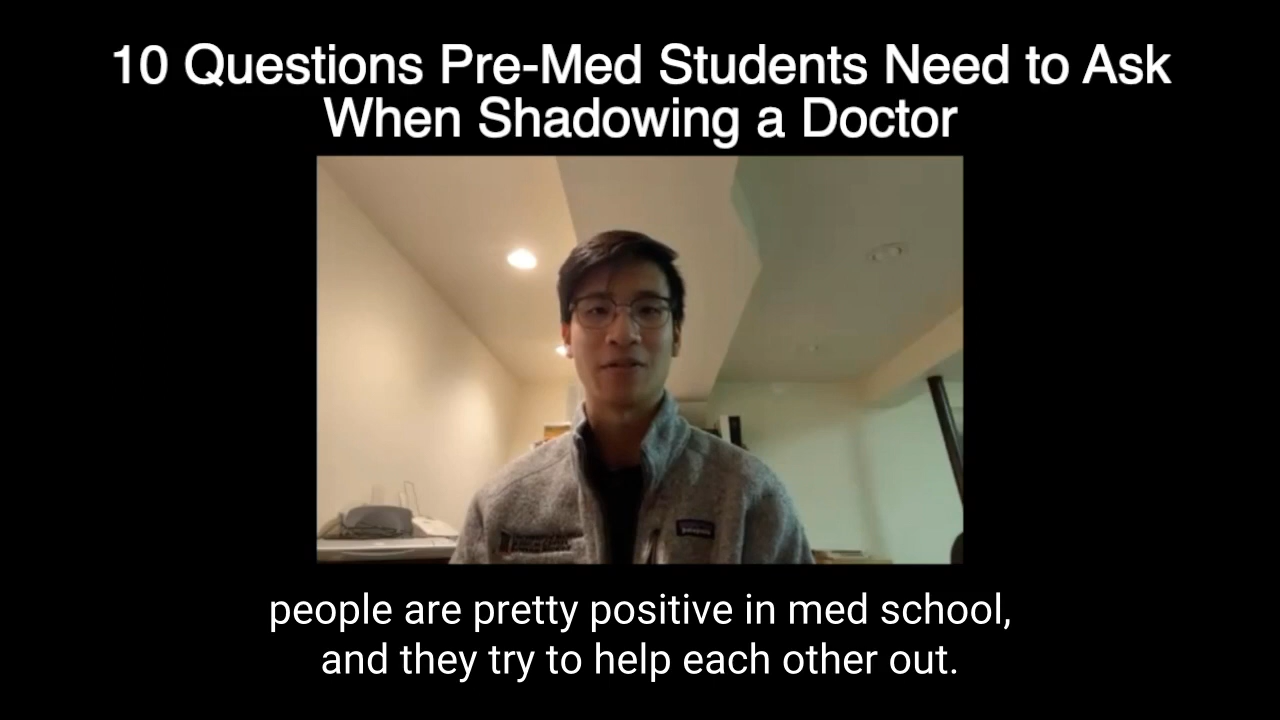 10 Questions Pre-Med Students Need to Ask
When Shadowing a Doctor
people are pretty positive in med school,
and they try to help each other out.